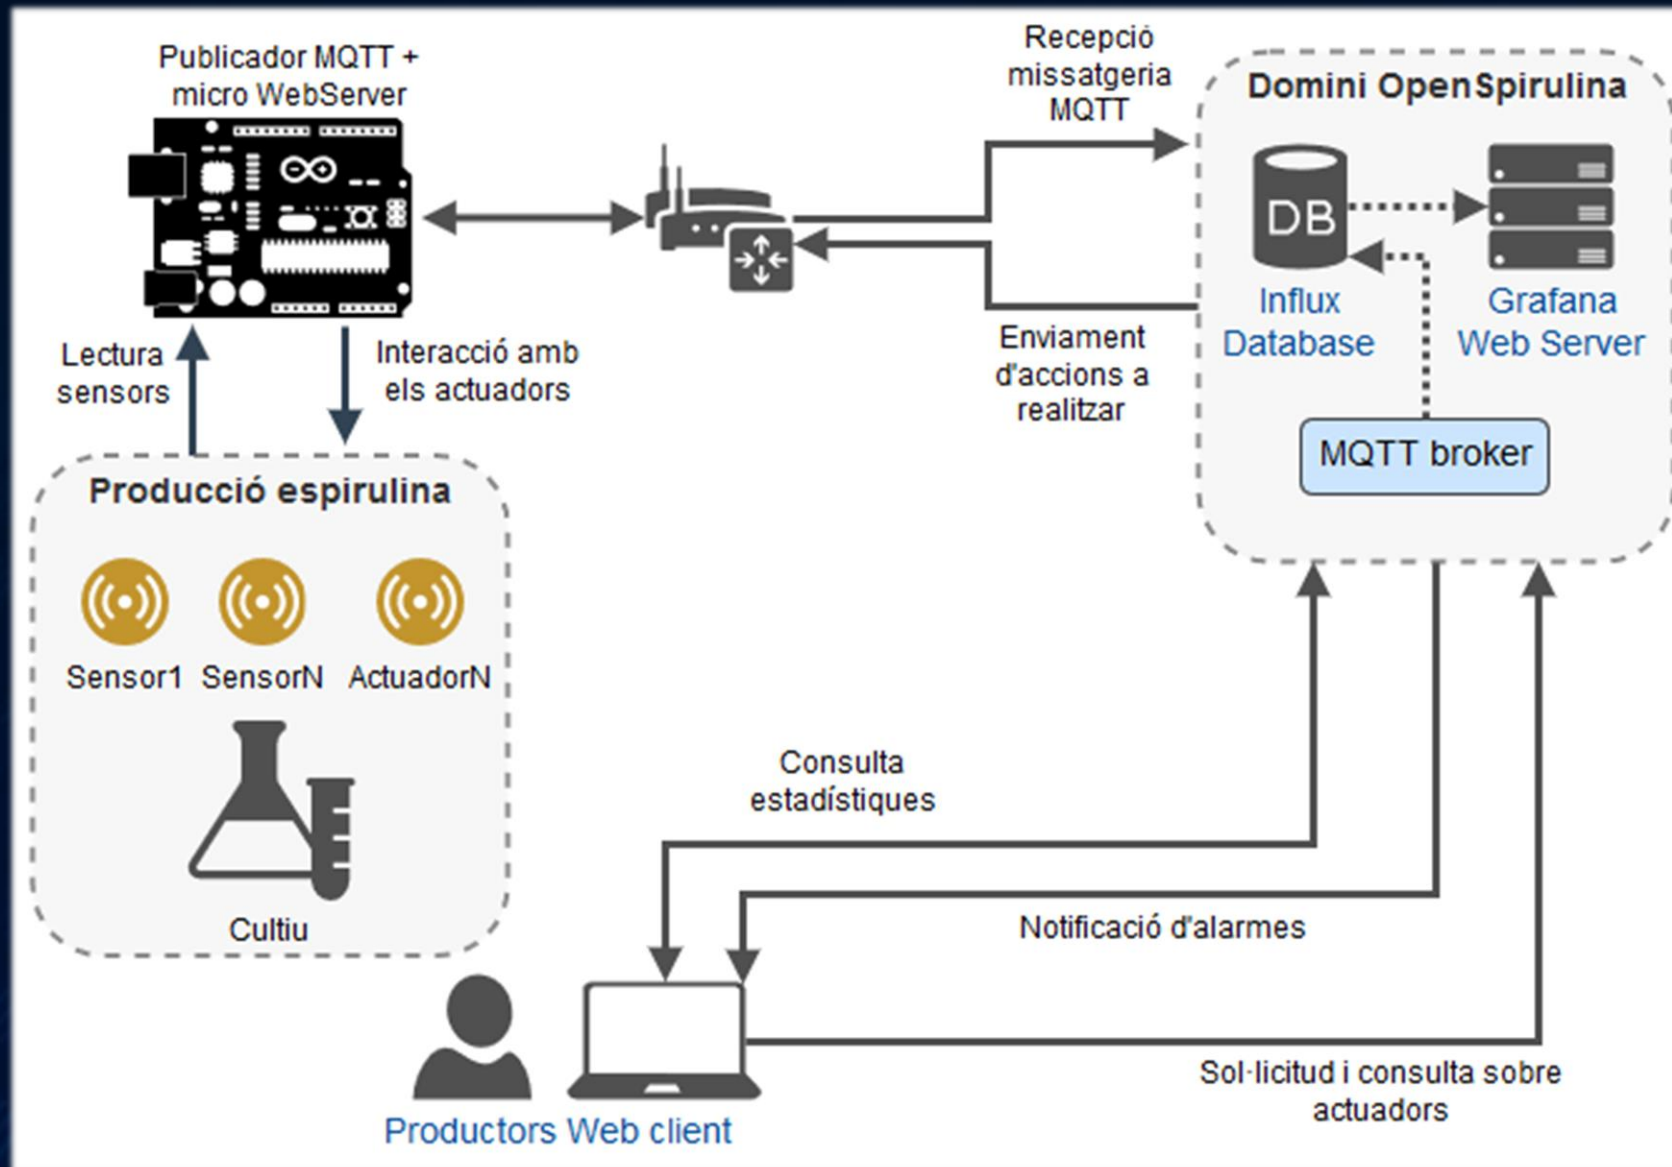 Publicador MQTT +
micro WebServer
Recepció
missatgeria
MQTT
Domini OpenSpirulina
DB
Influx
Database
Grafana
Web Server
MQTT broker
Enviament
d'accions a
realitzar
Lectura
sensors
Interacció amb
els actuadors
Producció espirulina
Sensor1
SensorN
ActuadorN
Cultiu
Consulta
estadístiques
Notificació d'alarmes
Sol·licitud i consulta sobre
actuadors
Productors Web client